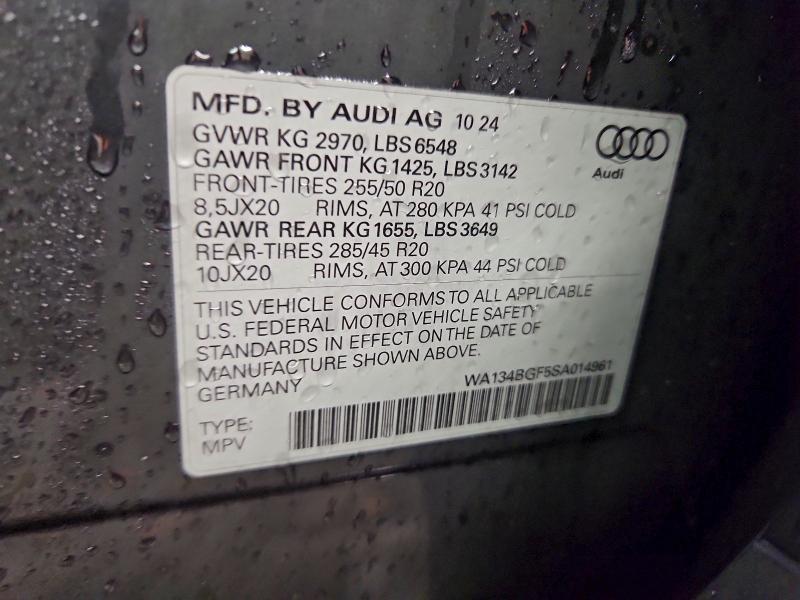 MFD. BY AUDI AG 10 24
GVWR KG 2970, LBS 6548
GAWR FRONT KG 1425, LBS 3142
FRONT-TIRES 255/50 R20
8,5JX20 RIMS, AT 280 KPA 41 PSI COLD
GAWR REAR KG 1655, LBS 3649
REAR-TIRES 285/45 R20
10JX20 RIMS, AT 300 KPA 44 PSI COLD
Audi
THIS VEHICLE CONFORMS TO ALL APPLICABLE
U.S. FEDERAL MOTOR VEHICLE SAFETY
STANDARDS IN EFFECT ON THE DATE OF
MANUFACTURE SHOWN ABOVE.
GERMANY WA134BGF5SA014961
TYPE:
MPV